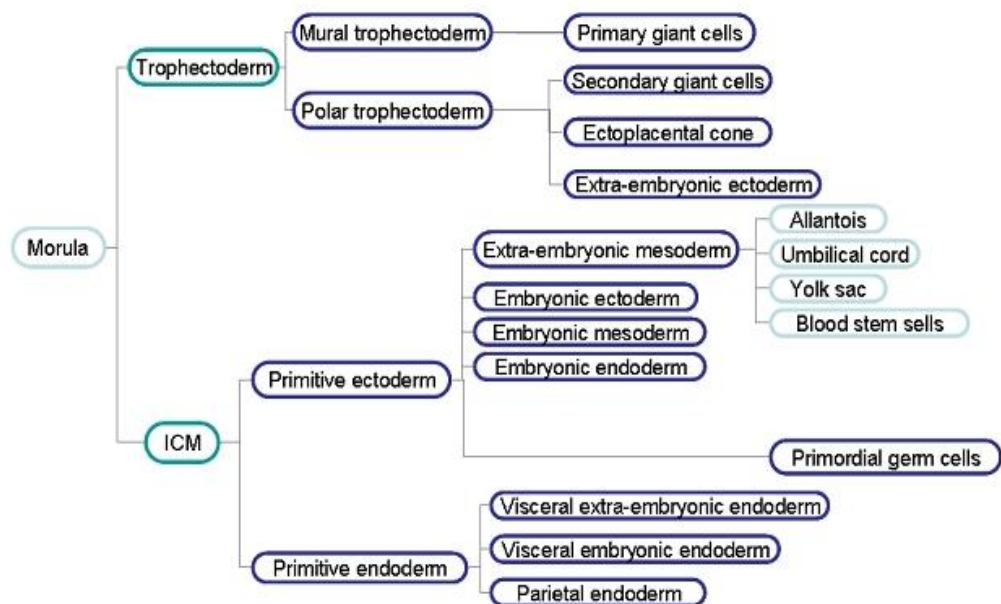 Mural trophectoderm
Primary giant cells
Trophectoderm
Secondary giant cells
Polar trophectoderm
Ectoplacental cone
Extra-embryonic ectoderm
Morula
Allantois
Extra-embryonic mesoderm
Umbilical cord
Yolk sac
Embryonic ectoderm
Blood stem sells
Embryonic mesoderm
Embryonic endoderm
Primitive ectoderm
ICM
Primordial germ cells
Visceral extra-embryonic endoderm
Visceral embryonic endoderm
Primitive endoderm
Parietal endoderm